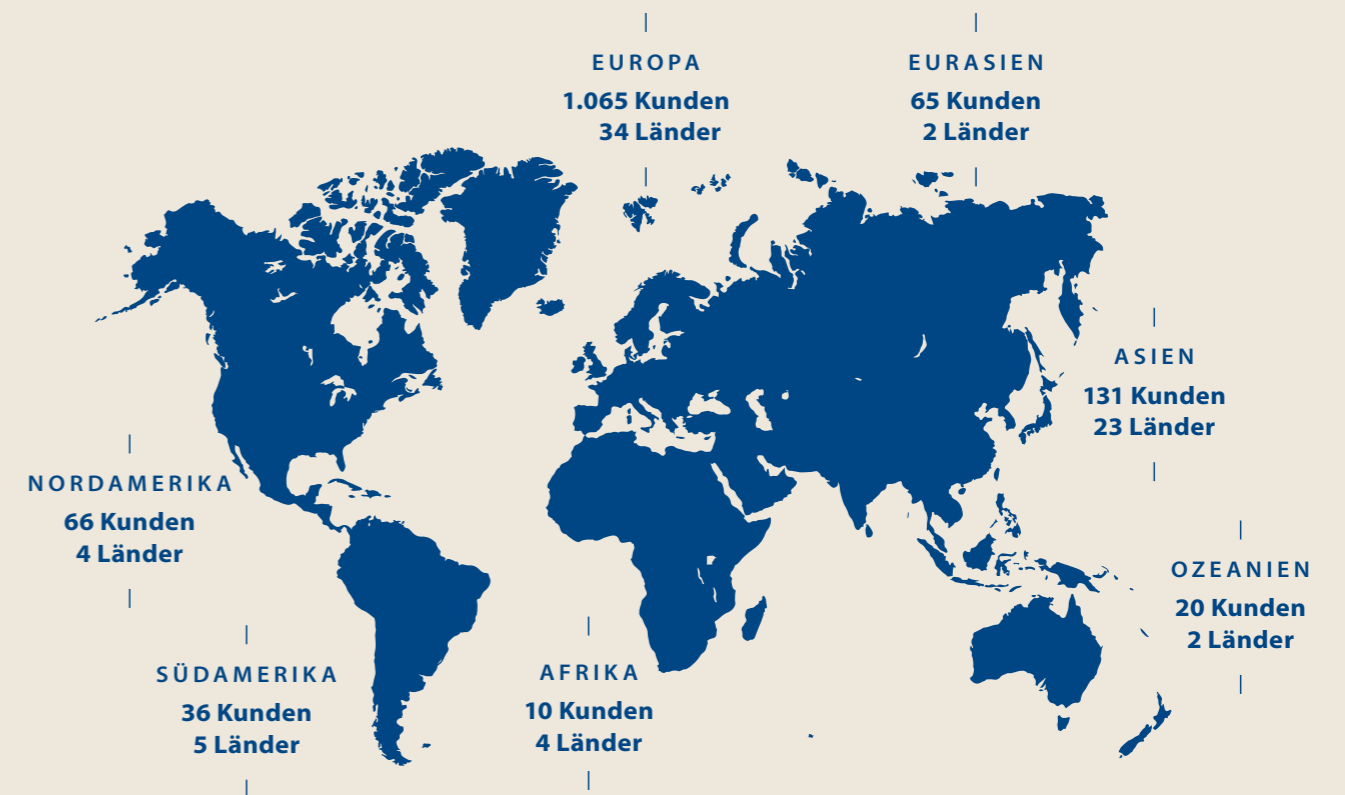 EUROPA
1.065 Kunden
34 Länder
EURASIEN
65 Kunden
2 Länder
ASIEN
131 Kunden
23 Länder
NORDAMERIKA
66 Kunden
4 Länder
OZEANIEN
20 Kunden
2 Länder
SÜDAMERIKA
36 Kunden
5 Länder
AFRIKA
10 Kunden
4 Länder